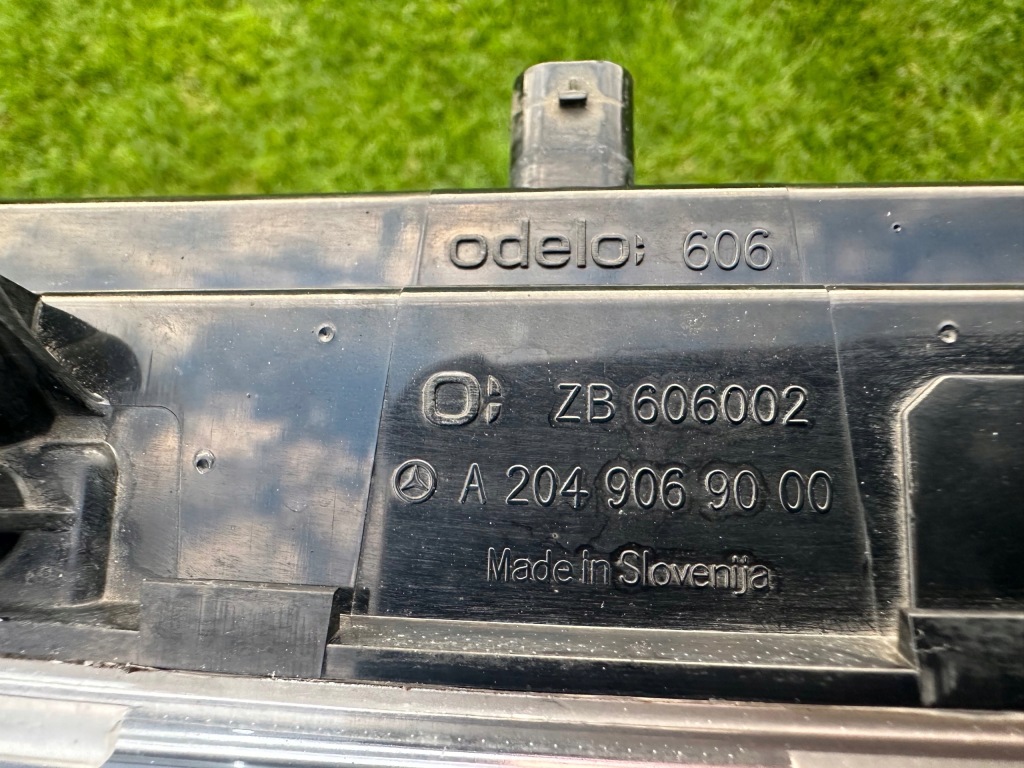 odelo: 606
o: ZB 606002
A 204 906 90 00
Made in Slovenija